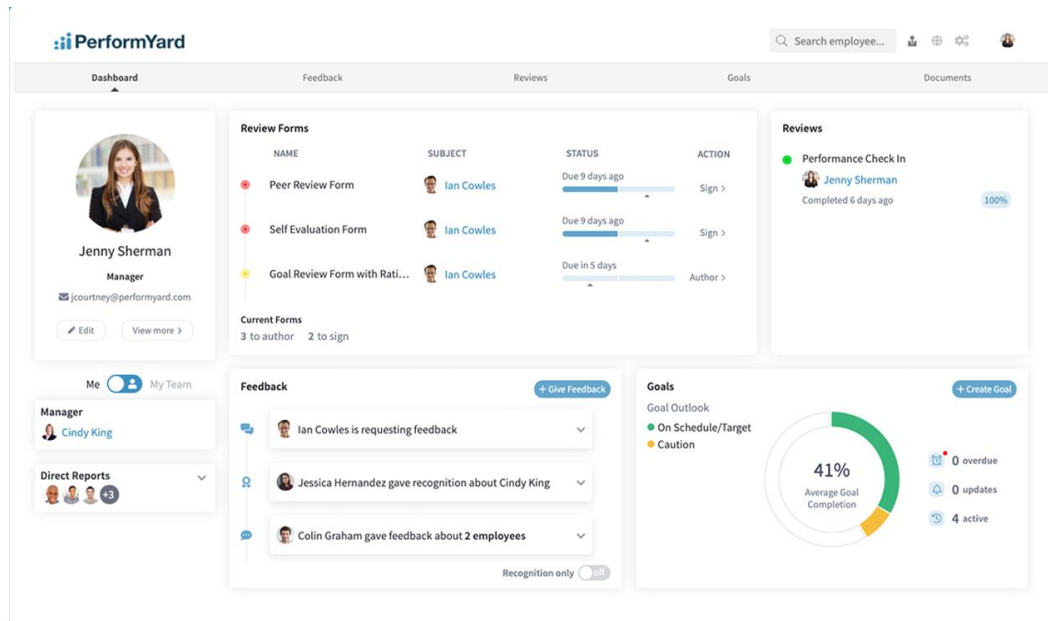 PerformYard
Search employee...
Dashboard
Feedback
Reviews
Goals
Documents
Jenny Sherman
Manager
jcourtney@performyard.com
Edit
View more >
Me
My Team
Manager
Cindy King
Direct Reports
+3
Review Forms
NAME SUBJECT STATUS ACTION
Peer Review Form Ian Cowles Due 9 days ago Sign >
Self Evaluation Form Ian Cowles Due 9 days ago Sign >
Goal Review Form with Rati... Ian Cowles Due in 5 days Author >
Current Forms
3 to author 2 to sign
Reviews
Performance Check In
Jenny Sherman
Completed 6 days ago 100%
Feedback
+ Give Feedback
Ian Cowles is requesting feedback
Jessica Hernandez gave recognition about Cindy King
Colin Graham gave feedback about 2 employees
Recognition only off
Goals
+ Create Goal
Goal Outlook
On Schedule/Target
Caution
41%
Average Goal
Completion
0 overdue
0 updates
4 active